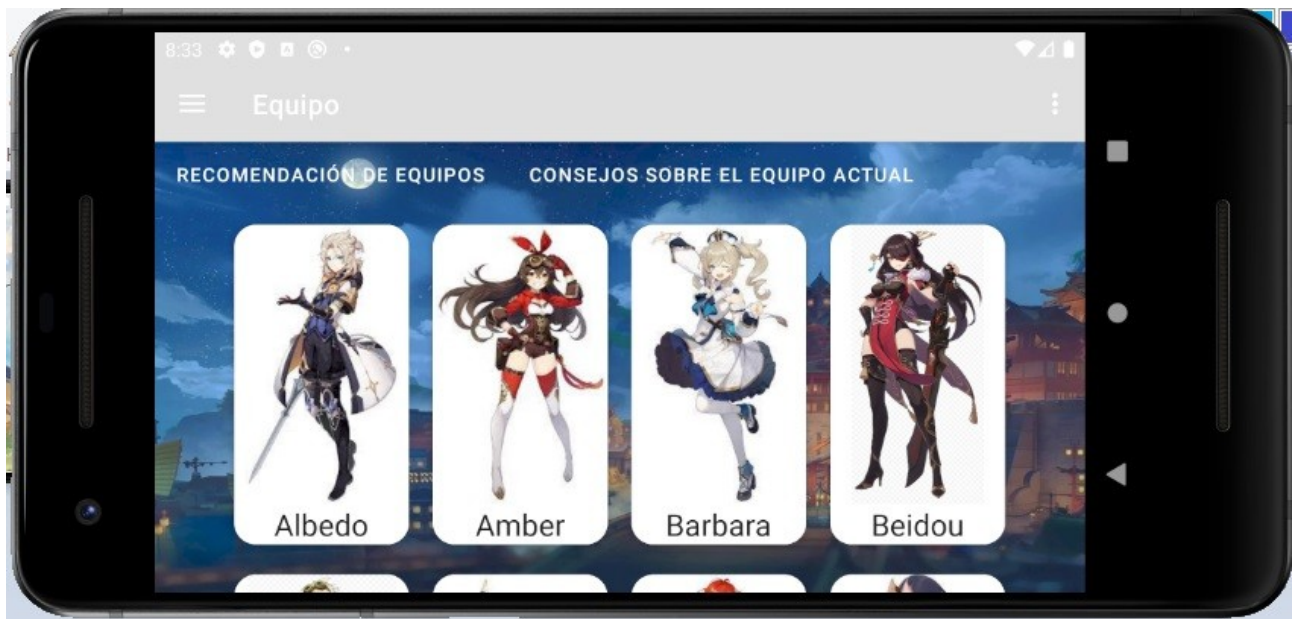 8:33
Equipo
RECOMENDACIÓN DE EQUIPOS
CONSEJOS SOBRE EL EQUIPO ACTUAL
Albedo
Amber
Barbara
Beidou